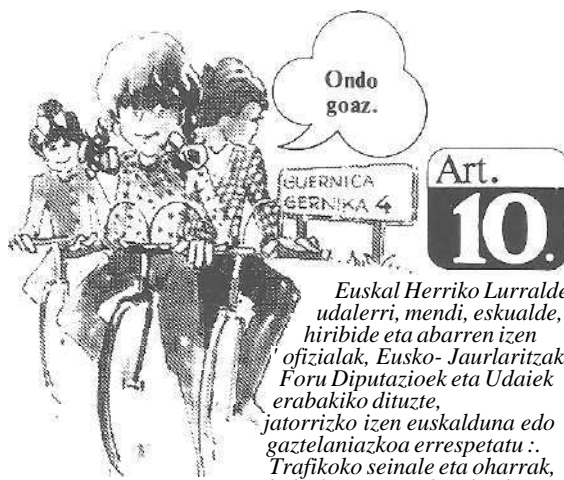 Ondo
goaz.
GUERNICA
GERNIKA 4
Art.
10.
Euskal Herriko Lurralde
udalerri, mendi, eskualde,
hiribide eta abarren izen
' ofizialak, Eusko- Jaurlaritzak
Foru Diputazioek eta Udaiek
erabakiko dituzte,
jatorrizko izen euskalduna edo
gaztelaniazkoa errespetatu :.
Trafikoko seinale eta oharrak,